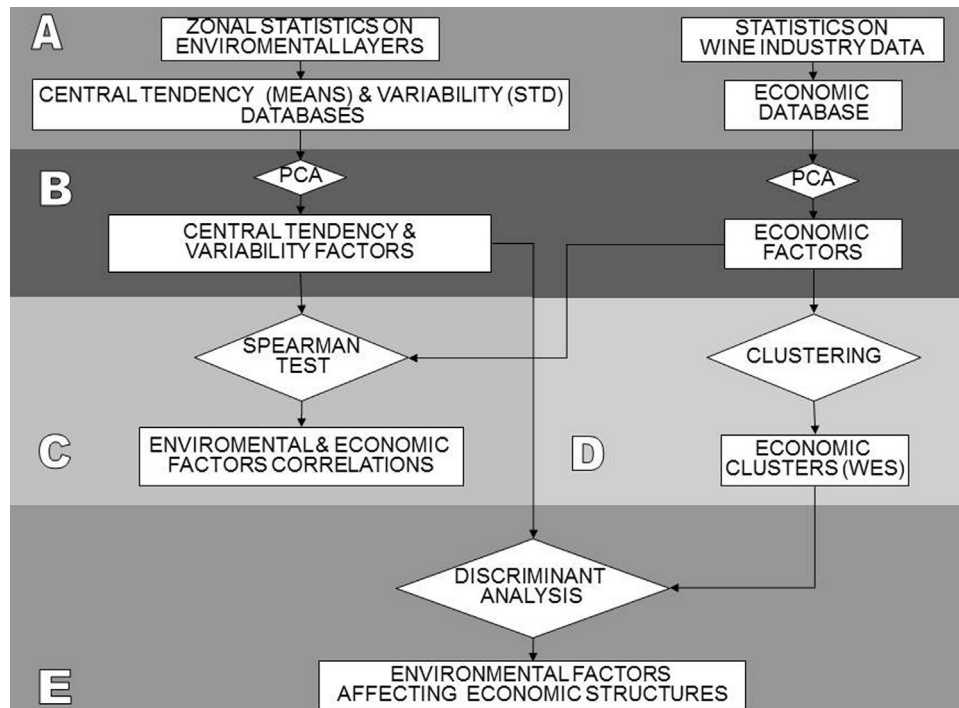 A
ZONAL STATISTICS ON
ENVIROMENTAL LAYERS
STATISTICS ON
WINE INDUSTRY DATA
CENTRAL TENDENCY (MEANS) & VARIABILITY (STD)
DATABASES
ECONOMIC
DATABASE
B
PCA
PCA
CENTRAL TENDENCY &
VARIABILITY FACTORS
ECONOMIC
FACTORS
SPEARMAN
TEST
CLUSTERING
C
ENVIROMENTAL & ECONOMIC
FACTORS CORRELATIONS
D
ECONOMIC
CLUSTERS (WES)
DISCRIMINANT
ANALYSIS
E
ENVIRONMENTAL FACTORS
AFFECTING ECONOMIC STRUCTURES